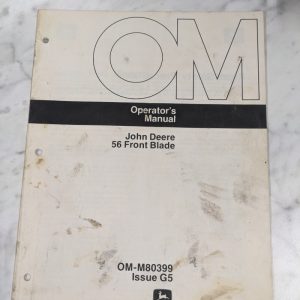 OM
Operator's
Manual
John Deere
56 Front Blade
OM-M80399
Issue G5